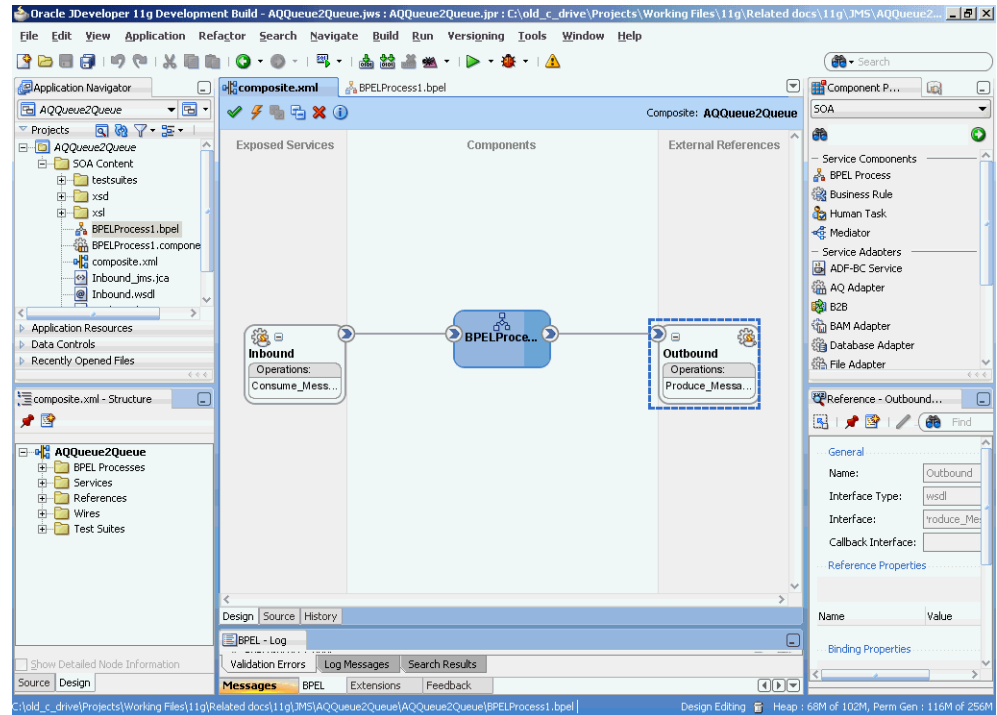 Oracle JDeveloper 11g Development Build - AQQueue2Queue.jws : AQQueue2Queue.jpr : C:\old_c_drive\Projects\Working Files\11g\Related docs\11g\JMS\AQQueue2...
File Edit View Application Refactor Search Navigate Build Run Versioning Tools Window Help
Search
Application Navigator
AQQueue2Queue
Projects
AQQueue2Queue
SOA Content
testsuites
xsd
xsl
BPELProcess1.bpel
BPELProcess1.compone
composite.xml
Inbound_jms.jca
Inbound.wsdl
Application Resources
Data Controls
Recently Opened Files
composite.xml - Structure
AQQueue2Queue
BPEL Processes
Services
References
Wires
Test Suites
Show Detailed Node Information
Source Design
composite.xml BPELProcess1.bpel
Composite: AQQueue2Queue
Exposed Services Components External References
Inbound
Operations:
Consume_Mess...
BPELProce...
Outbound
Operations:
Produce_Messa...
Design Source History
BPEL - Log
Validation Errors Log Messages Search Results
Messages BPEL Extensions Feedback
Component P...
SOA
Service Components
BPEL Process
Business Rule
Human Task
Mediator
Service Adapters
ADF-BC Service
AQ Adapter
B2B
BAM Adapter
Database Adapter
File Adapter
Reference - Outbound...
Find
General
Name: Outbound
Interface Type: wsdl
Interface: 'roduce_Me:
Callback Interface:
Reference Properties
Name Value
Binding Properties
C:\old_c_drive\Projects\Working Files\11g\Related docs\11g\JMS\AQQueue2Queue\AQQueue2Queue\BPELProcess1.bpel Design Editing Heap : 68M of 102M, Perm Gen : 116M of 256M